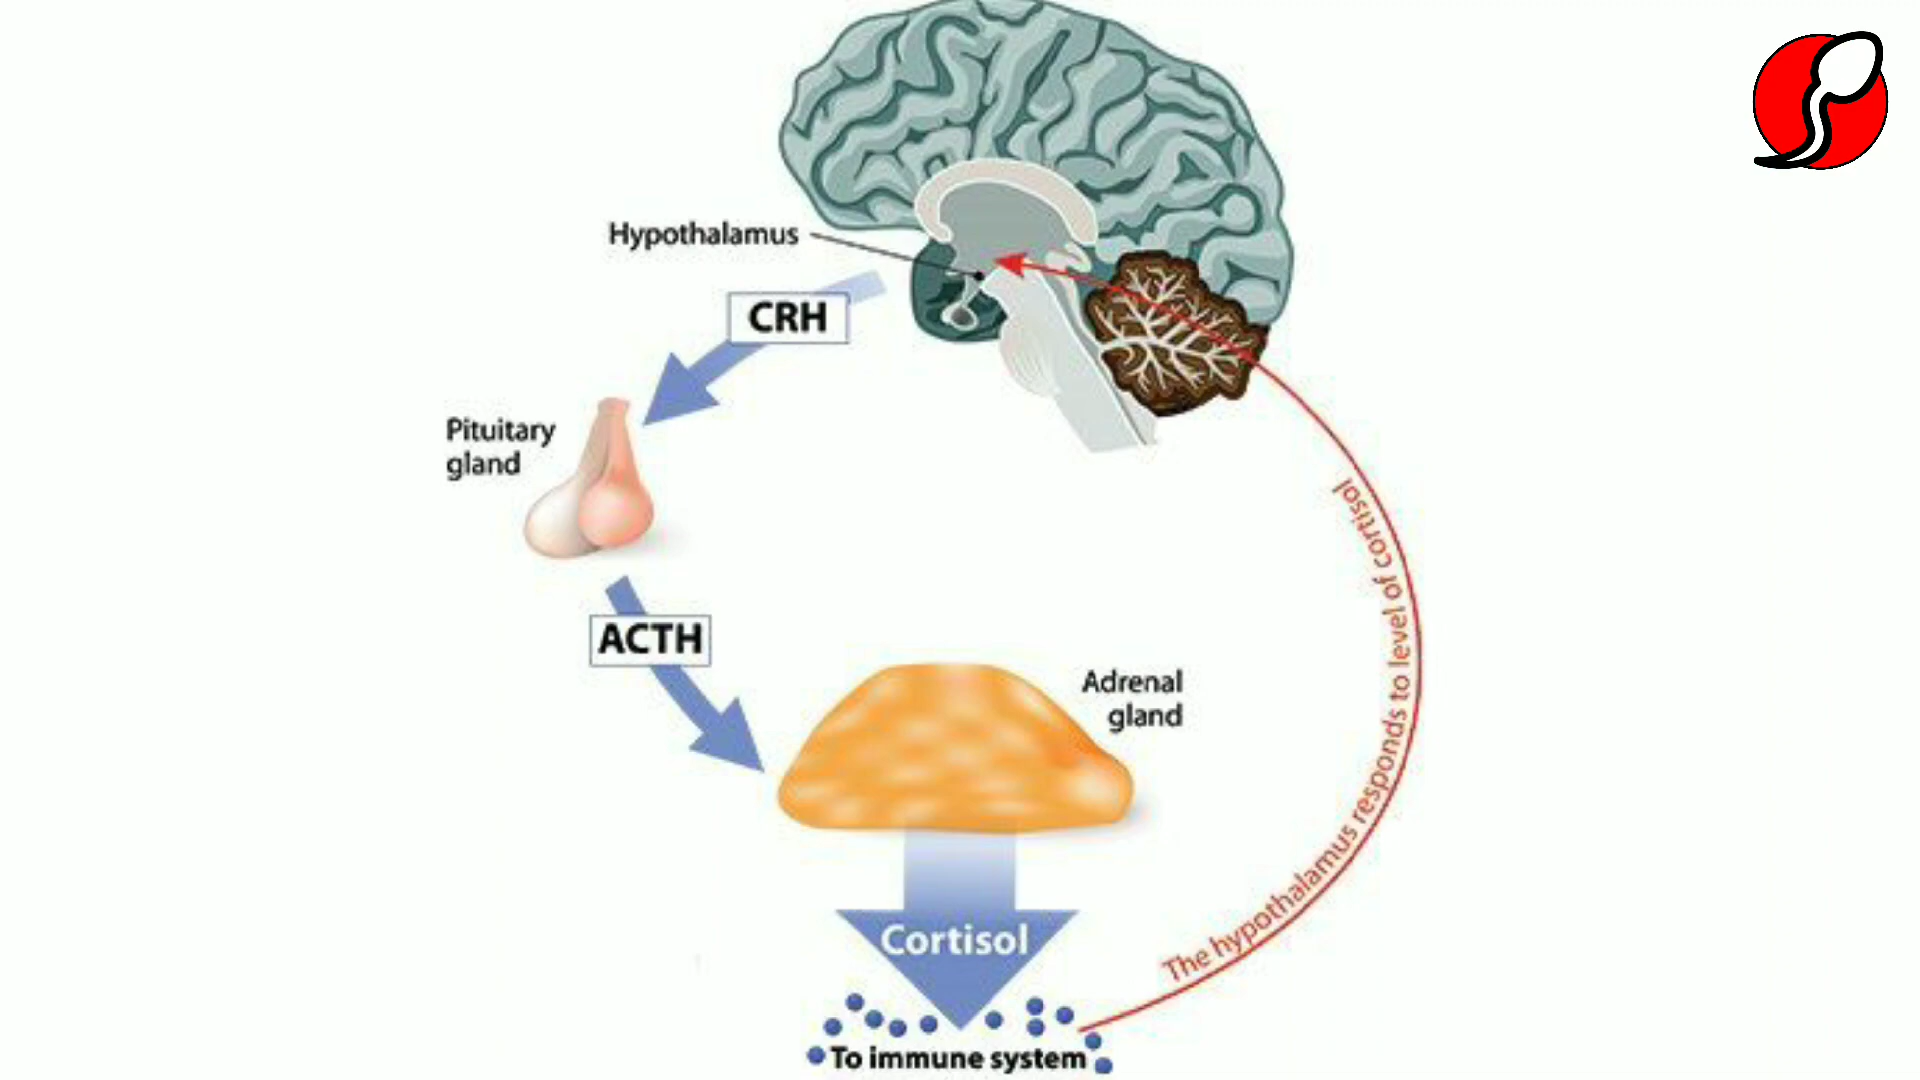 Hypothalamus
CRH
Pituitary
gland
ACTH
Adrenal
gland
Cortisol
To immune system
The hypothalamus responds to level of cortisol